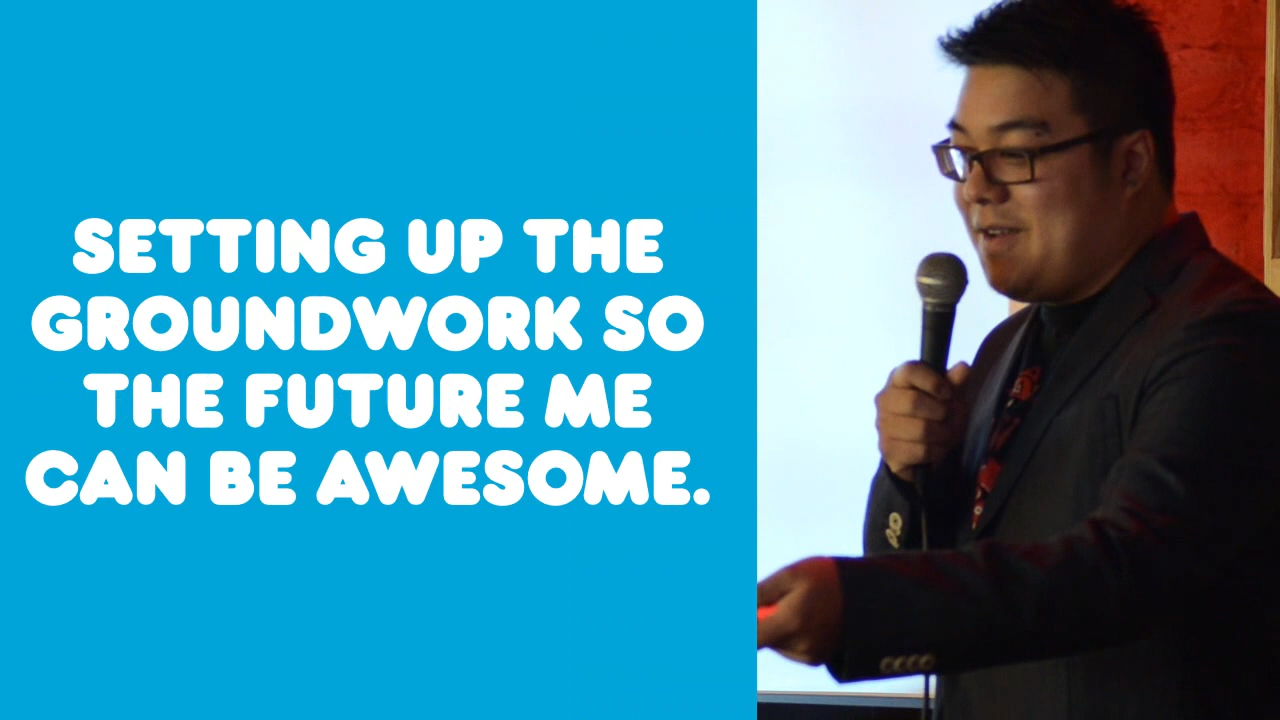 SETTING UP THE
GROUNDWORK SO
THE FUTURE ME
CAN BE AWESOME.